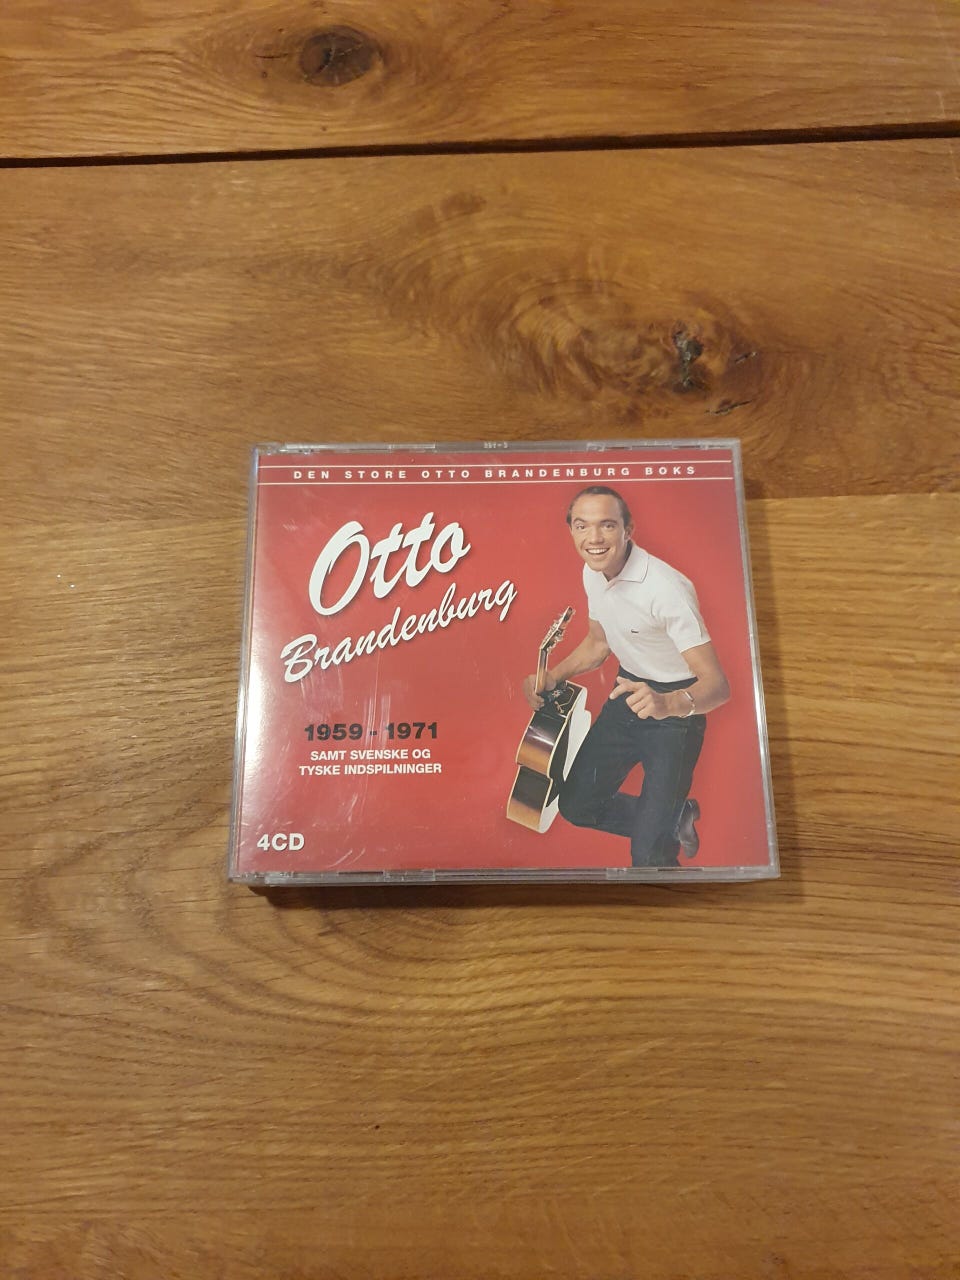 DEN STORE OTTO BRANDENBURG BOKS
Otto
Brandenburg
1959 - 1971
SAMT SVENSKE OG
TYSKE INDSPILNINGER
4CD